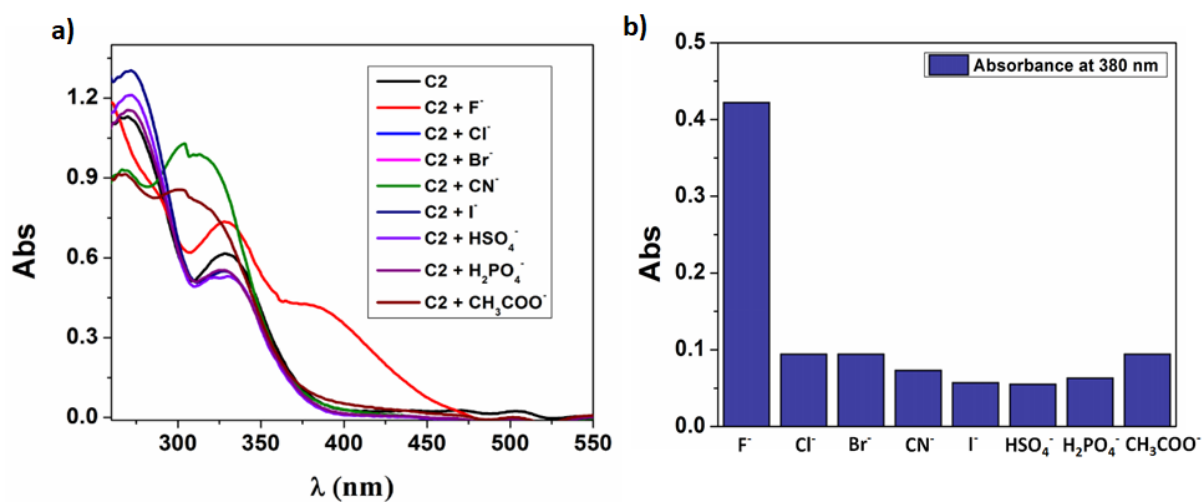 a)
Abs
1.2
0.9
0.6
0.3
0.0
C2
C2 + F⁻
C2 + Cl⁻
C2 + Br⁻
C2 + CN⁻
C2 + I⁻
C2 + HSO₄⁻
C2 + H₂PO₄⁻
C2 + CH₃COO⁻
300 350 400 450 500 550
λ (nm)
b)
Abs
0.5
0.4
0.3
0.2
0.1
0.0
Absorbance at 380 nm
F⁻ Cl⁻ Br⁻ CN⁻ I⁻ HSO₄⁻ H₂PO₄⁻ CH₃COO⁻